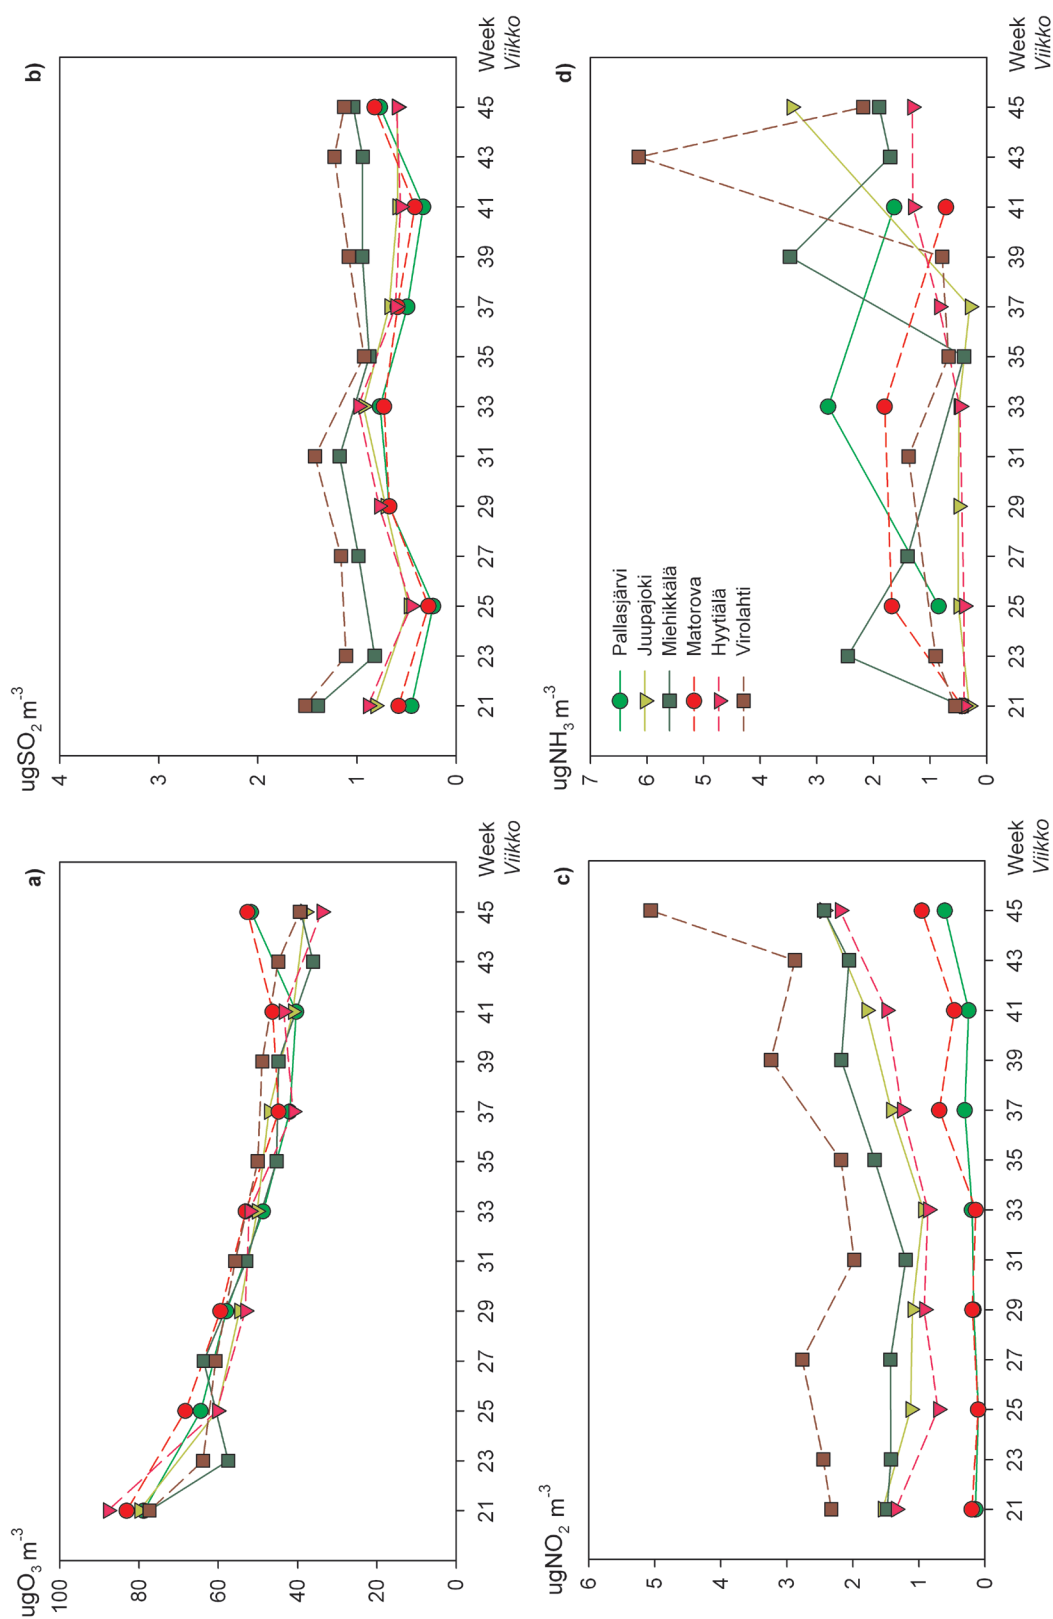 a)
ugO3 m-3
100
80
60
40
20
0
21 23 25 27 29 31 33 35 37 39 41 43 45
Week
Viikko
b)
ugSO2 m-3
4
3
2
1
0
21 23 25 27 29 31 33 35 37 39 41 43 45
Week
Viikko
c)
ugNO2 m-3
6
5
4
3
2
1
0
21 23 25 27 29 31 33 35 37 39 41 43 45
Week
Viikko
d)
ugNH3 m-3
7
6
5
4
3
2
1
0
Pallasjärvi
Juupajoki
Miehikkälä
Matorova
Hyytiälä
Virolahti
21 23 25 27 29 31 33 35 37 39 41 43 45
Week
Viikko